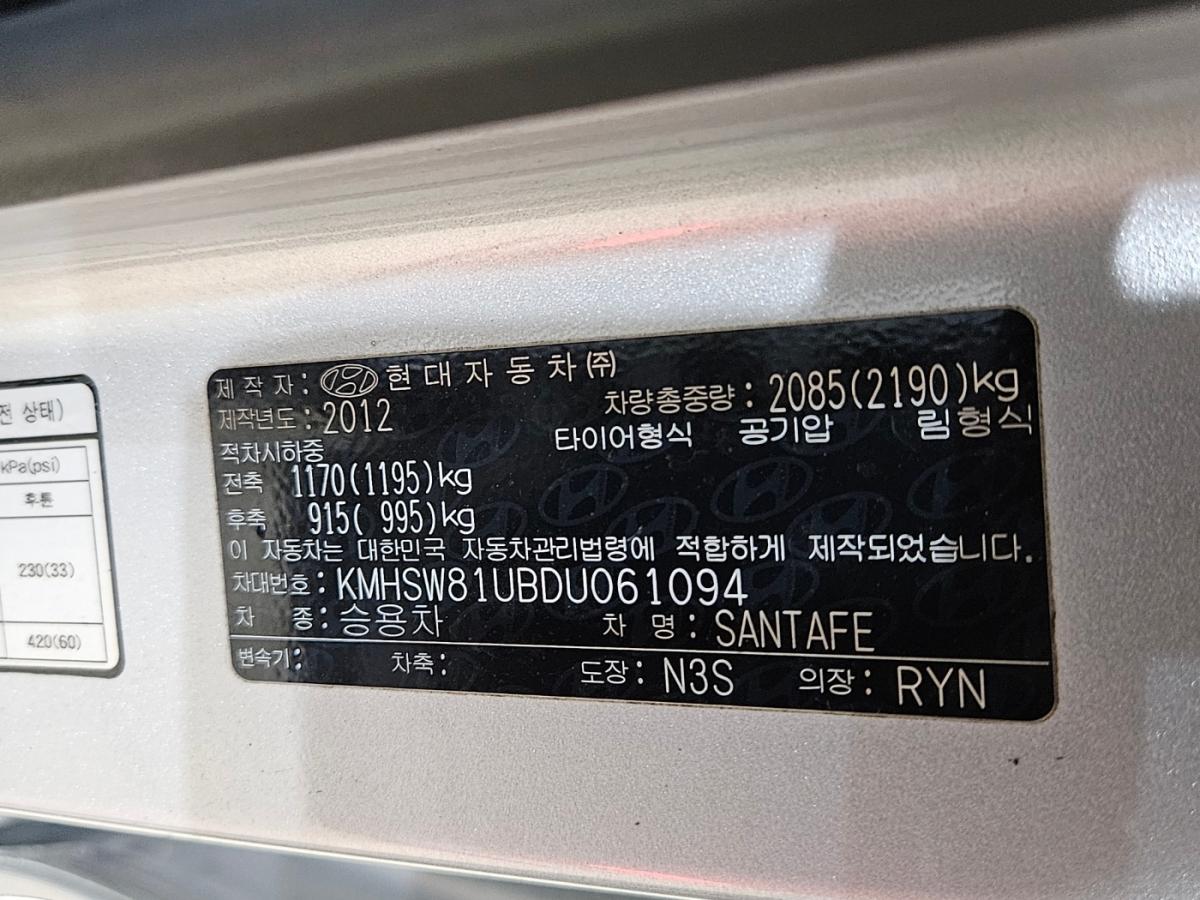 전 상태)
kPa(psi)
후륜
230(33)
420(60)
제 작 자 : 현대자동차㈜
제작년도 : 2012 차량총중량 : 2085(2190)kg
적차시하중 타이어형식 공기압 림형식
전축 1170(1195)kg
후축 915( 995)kg
이 자동차는 대한민국 자동차관리법령에 적합하게 제작되었습니다.
차대번호 : KMHSW81UBDU061094
차 종 : 승용차 차 명 : SANTAFE
변속기 : 차축 : 도장 : N3S 의장 : RYN